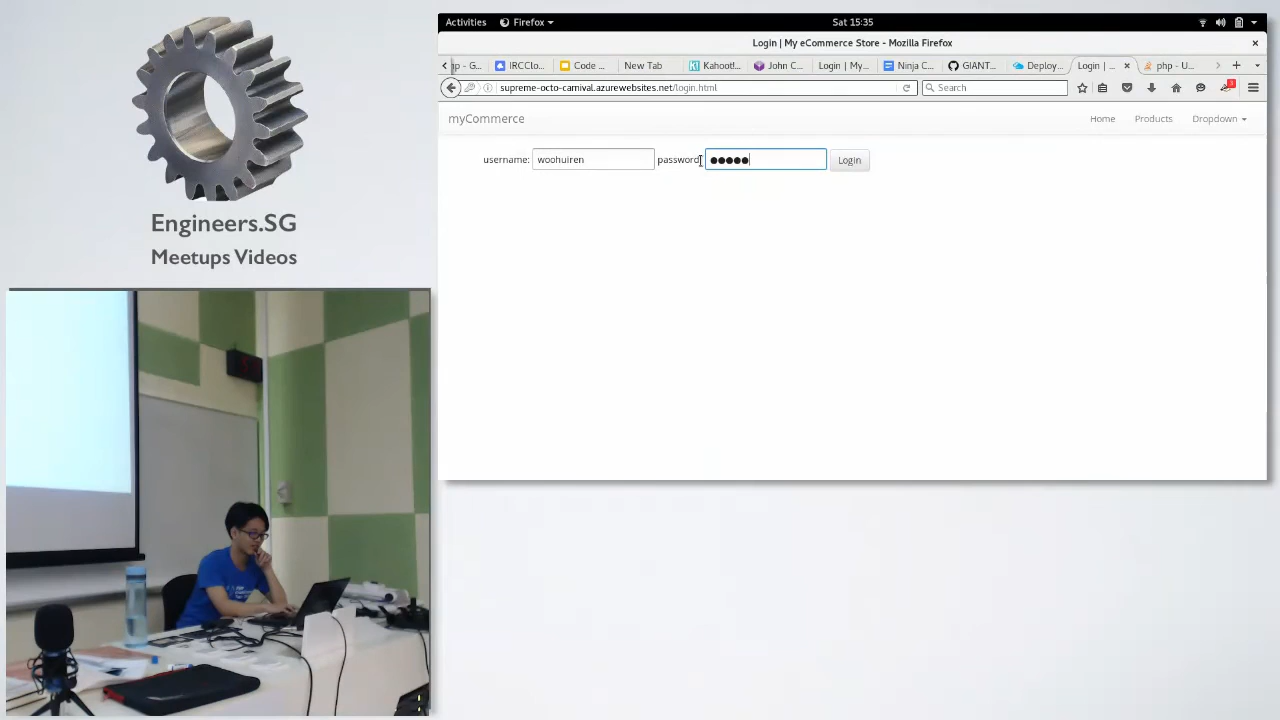 Engineers.SG
Meetups Videos
Activities Firefox Sat 15:35
Login | My eCommerce Store - Mozilla Firefox
p - G... IRCClo... Code ... New Tab Kahoot!... John C... Login | My... Ninja C... GIANT... Deploy... Login | ... php - U...
supreme-octo-carnival.azurewebsites.net/login.html Search
myCommerce Home Products Dropdown
username: woohuiren password: ●●●●● Login